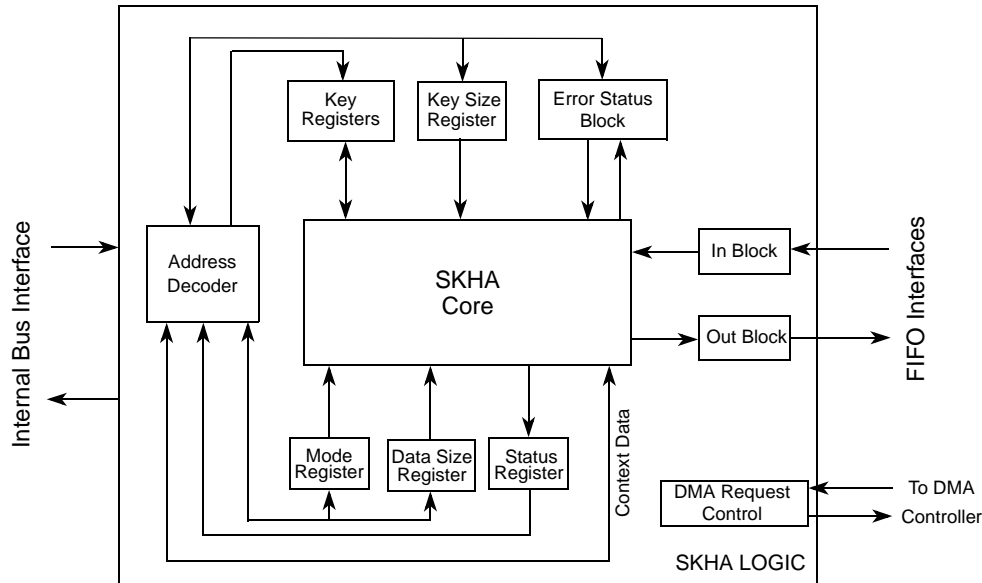 Key
Registers
Key Size
Register
Error Status
Block
Internal Bus Interface
Address
Decoder
SKHA
Core
In Block
Out Block
FIFO Interfaces
Mode
Register
Data Size
Register
Status
Register
Context Data
DMA Request
Control
To DMA
Controller
SKHA LOGIC